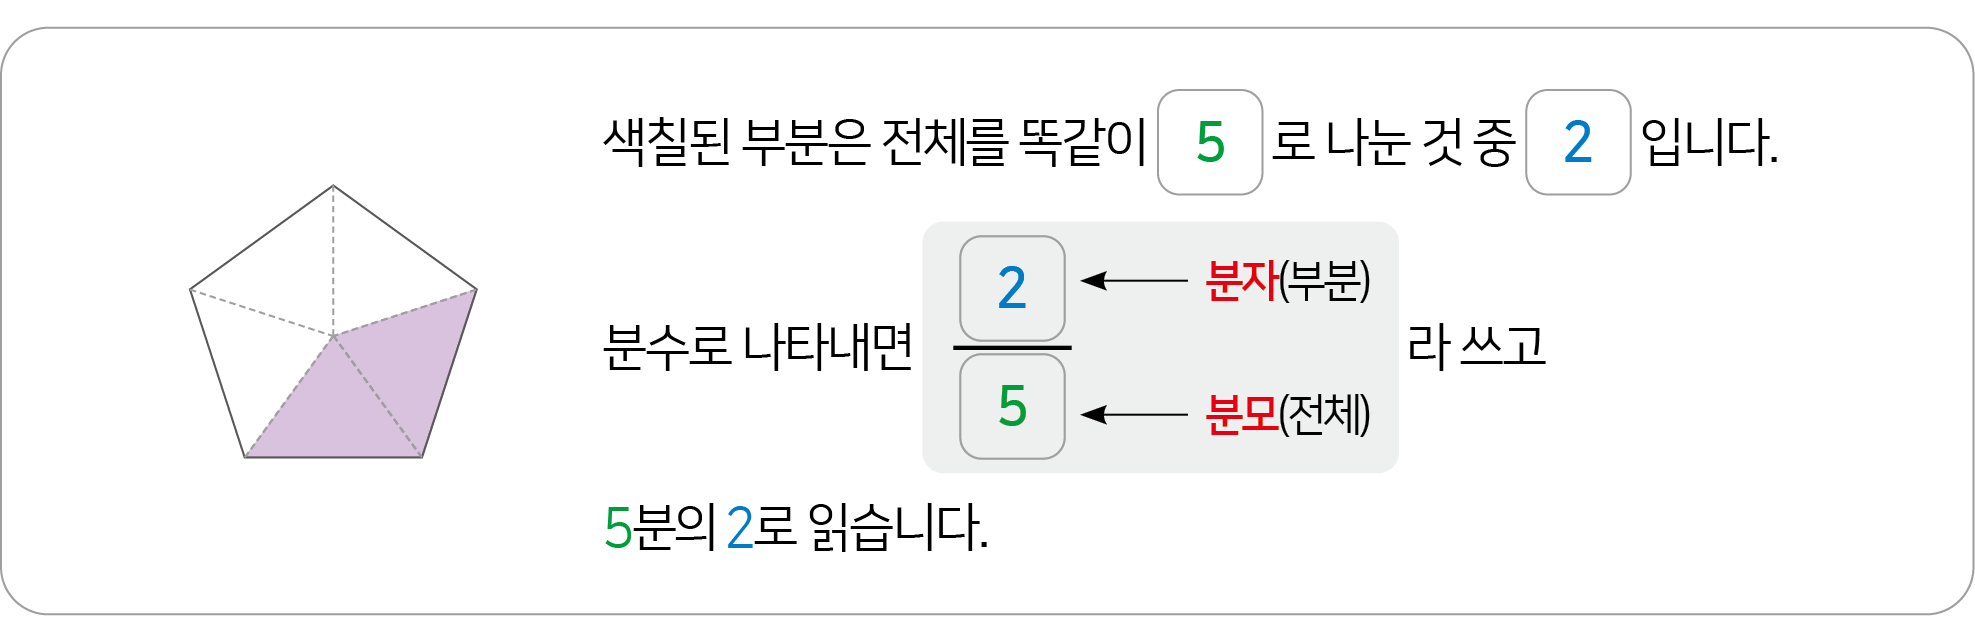 색칠된 부분은 전체를 똑같이 5 로 나눈 것 중 2 입니다.
2 ← 분자(부분)
분수로 나타내면 라 쓰고
5 ← 분모(전체)
5분의 2로 읽습니다.